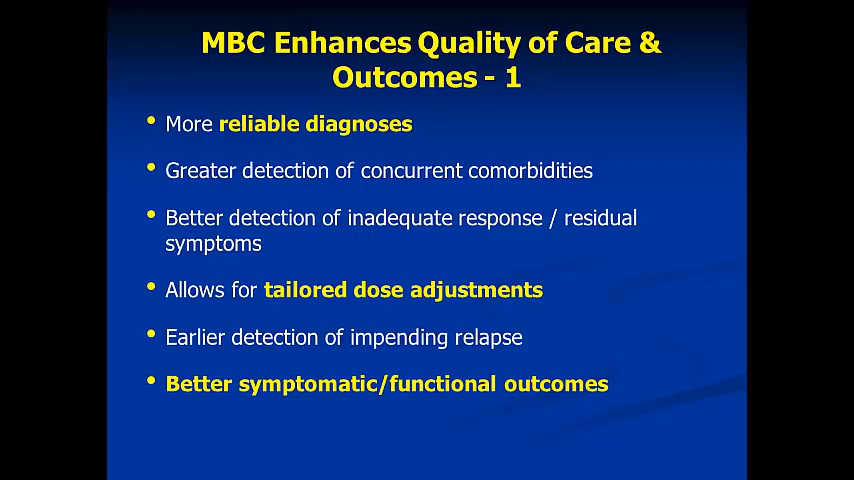 MBC Enhances Quality of Care &
Outcomes - 1
• More reliable diagnoses
• Greater detection of concurrent comorbidities
• Better detection of inadequate response / residual
symptoms
• Allows for tailored dose adjustments
• Earlier detection of impending relapse
• Better symptomatic/functional outcomes